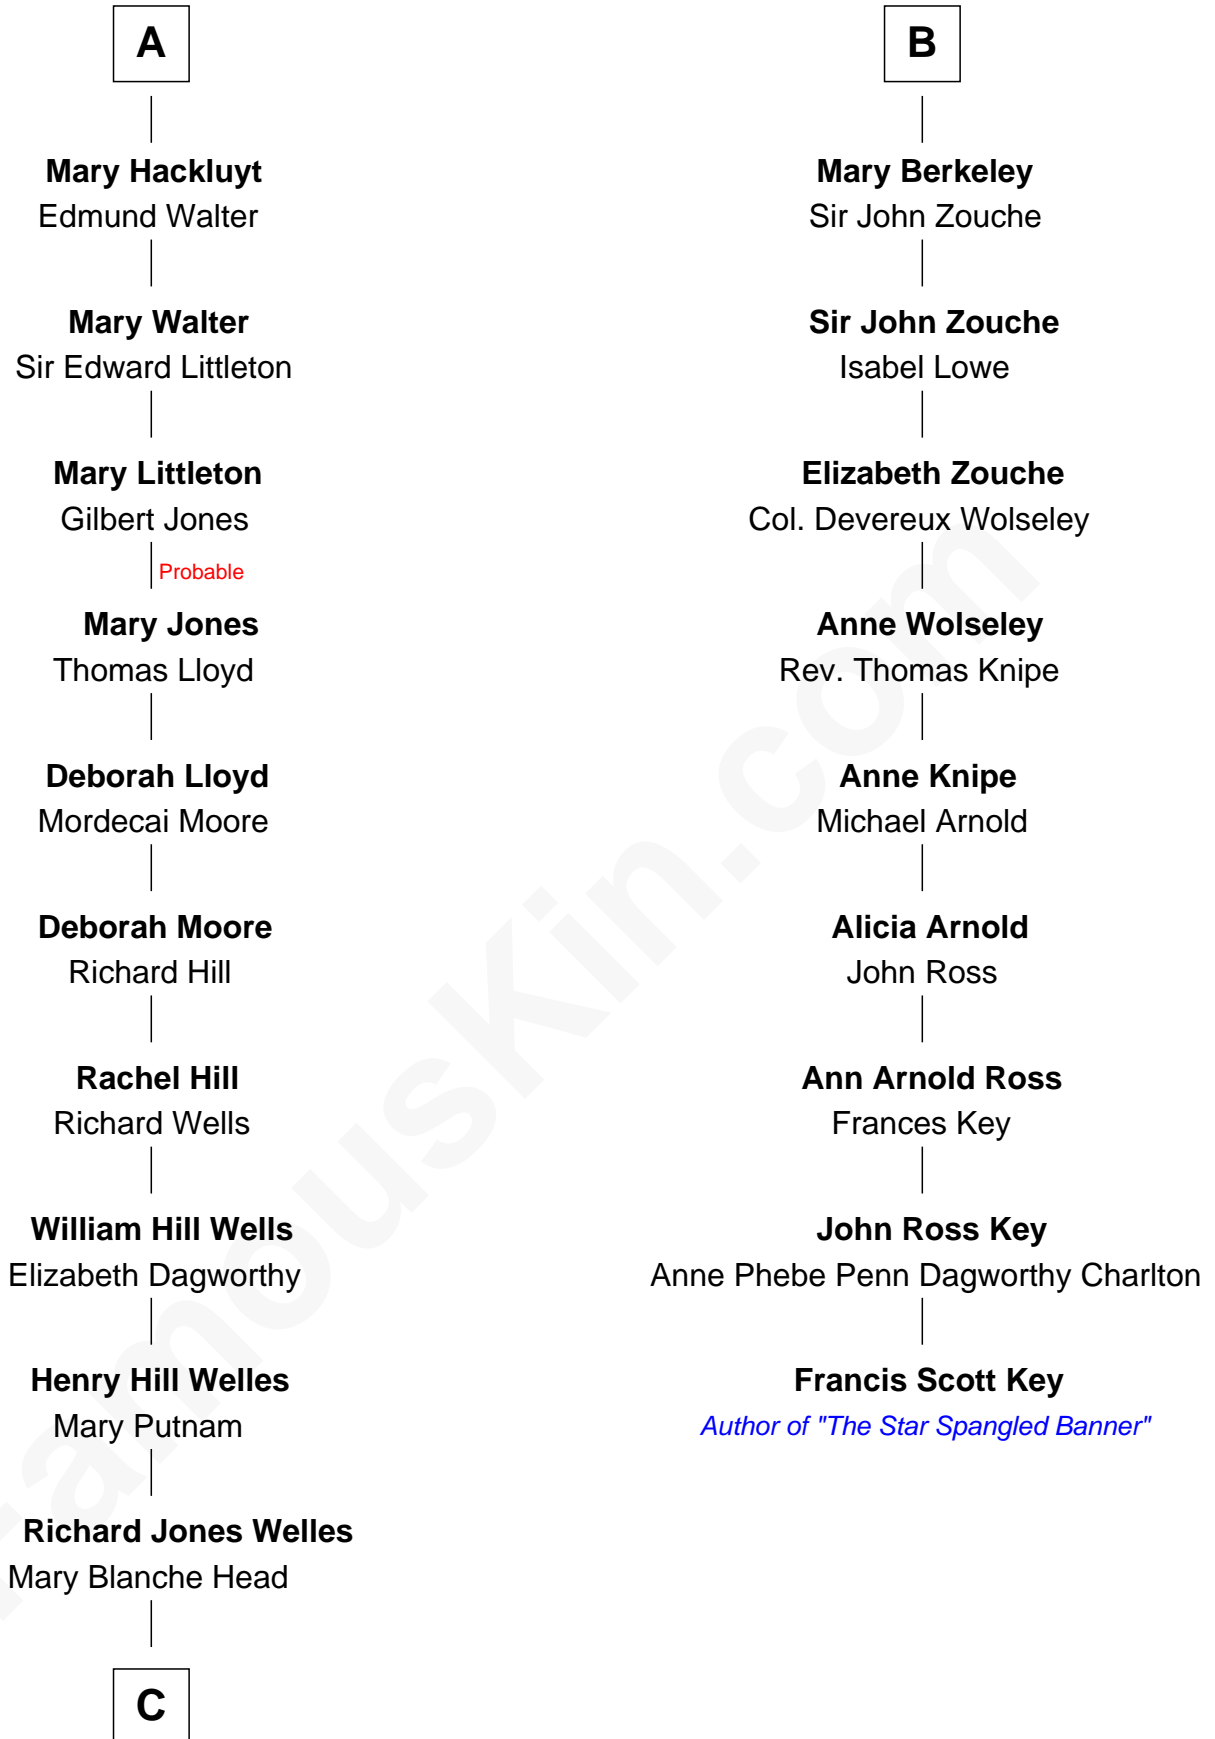 A
Mary Hackluyt
Edmund Walter
Mary Walter
Sir Edward Littleton
Mary Littleton
Gilbert Jones
Probable
Mary Jones
Thomas Lloyd
Deborah Lloyd
Mordecai Moore
Deborah Moore
Richard Hill
Rachel Hill
Richard Wells
William Hill Wells
Elizabeth Dagworthy
Henry Hill Welles
Mary Putnam
Richard Jones Welles
Mary Blanche Head
C
B
Mary Berkeley
Sir John Zouche
Sir John Zouche
Isabel Lowe
Elizabeth Zouche
Col. Devereux Wolseley
Anne Wolseley
Rev. Thomas Knipe
Anne Knipe
Michael Arnold
Alicia Arnold
John Ross
Ann Arnold Ross
Frances Key
John Ross Key
Anne Phebe Penn Dagworthy Charlton
Francis Scott Key
Author of "The Star Spangled Banner"
FamousKin.com